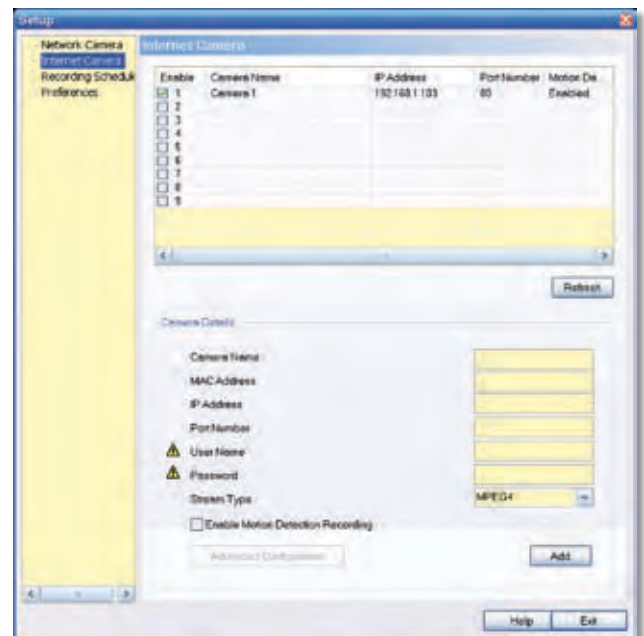 Setup
Network Camera
Internet Camera
Recording Schedul
Preferences
Internet Camera
Enable Camera Name IP Address Port Number Motion De...
1 Camera 1 192.168.1.103 80 Enabled
2
3
4
5
6
7
8
9
Refresh
Camera Details
Camera Name
MAC Address
IP Address
Port Number
User Name
Password
Stream Type MPEG4
Enable Motion Detection Recording
Advanced Configuration Add
Help Exit